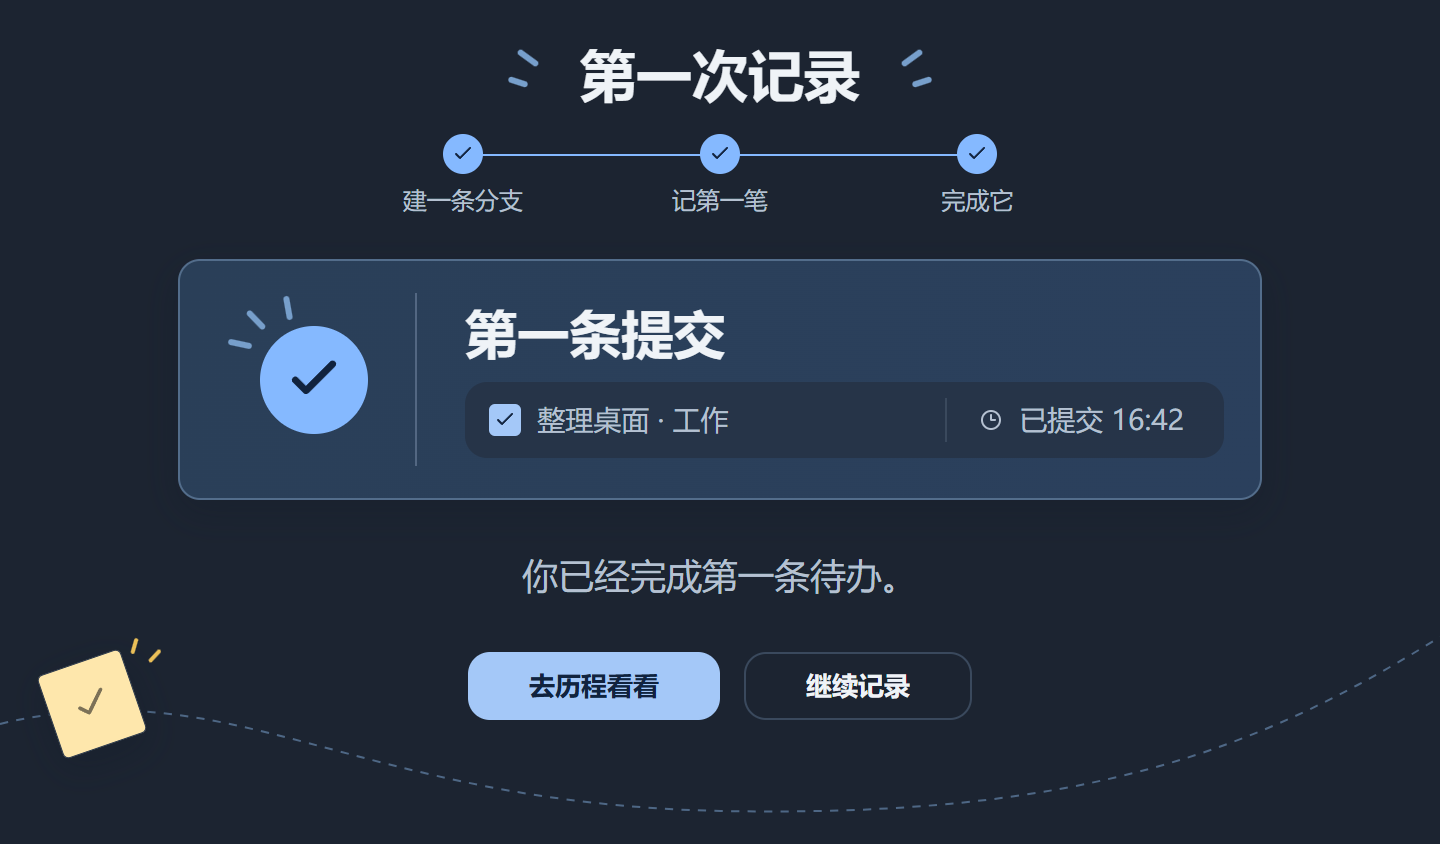 第一次记录
建一条分支
记第一笔
完成它
第一条提交
整理桌面 · 工作
已提交 16:42
你已经完成第一条待办。
去历程看看
继续记录